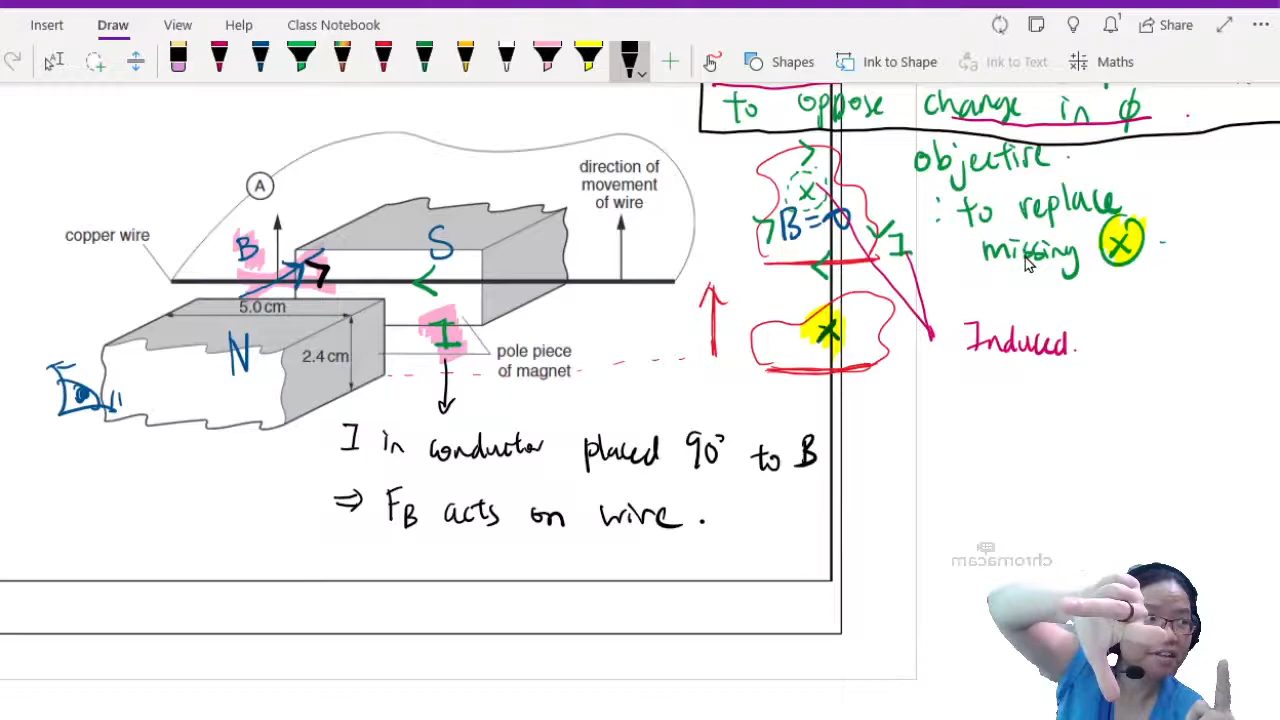 Insert Draw View Help Class Notebook Share
Shapes Ink to Shape Ink to Text Maths
to oppose change in ϕ .
objective .
: to replace
missing x
direction of
movement
of wire
A
copper wire
B
S
x
B = 0
I
5.0 cm
I
N
2.4 cm
x
pole piece
of magnet
Induced.
I in conductor placed 90° to B
⇒ FB acts on wire .
chromacam